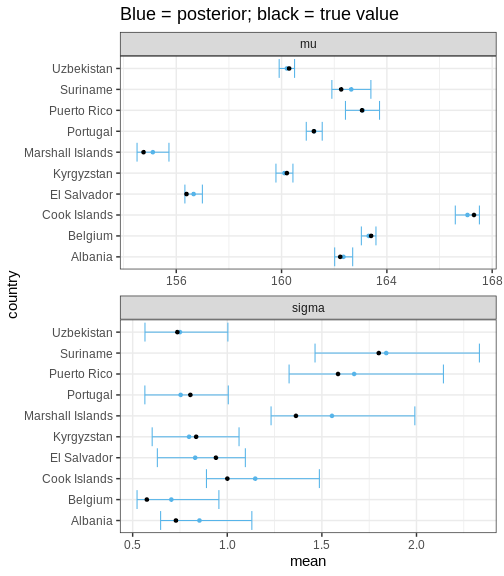 Blue = posterior; black = true value
mu
Uzbekistan
Suriname
Puerto Rico
Portugal
Marshall Islands
Kyrgyzstan
El Salvador
Cook Islands
Belgium
Albania
156 160 164 168
country
sigma
Uzbekistan
Suriname
Puerto Rico
Portugal
Marshall Islands
Kyrgyzstan
El Salvador
Cook Islands
Belgium
Albania
0.5 1.0 1.5 2.0
mean